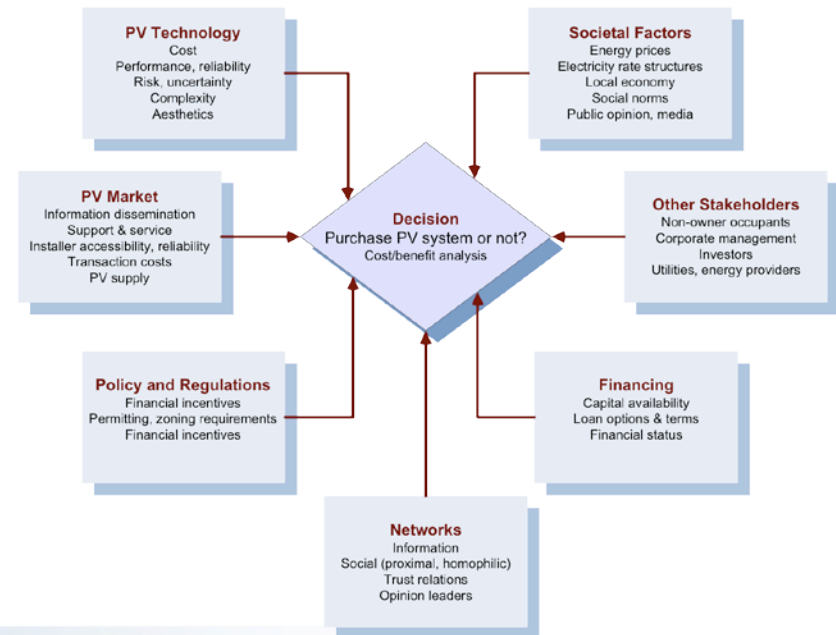 PV Technology
Cost
Performance, reliability
Risk, uncertainty
Complexity
Aesthetics
Societal Factors
Energy prices
Electricity rate structures
Local economy
Social norms
Public opinion, media
PV Market
Information dissemination
Support & service
Installer accessibility, reliability
Transaction costs
PV supply
Decision
Purchase PV system or not?
Cost/benefit analysis
Other Stakeholders
Non-owner occupants
Corporate management
Investors
Utilities, energy providers
Policy and Regulations
Financial incentives
Permitting, zoning requirements
Financial incentives
Financing
Capital availability
Loan options & terms
Financial status
Networks
Information
Social (proximal, homophilic)
Trust relations
Opinion leaders